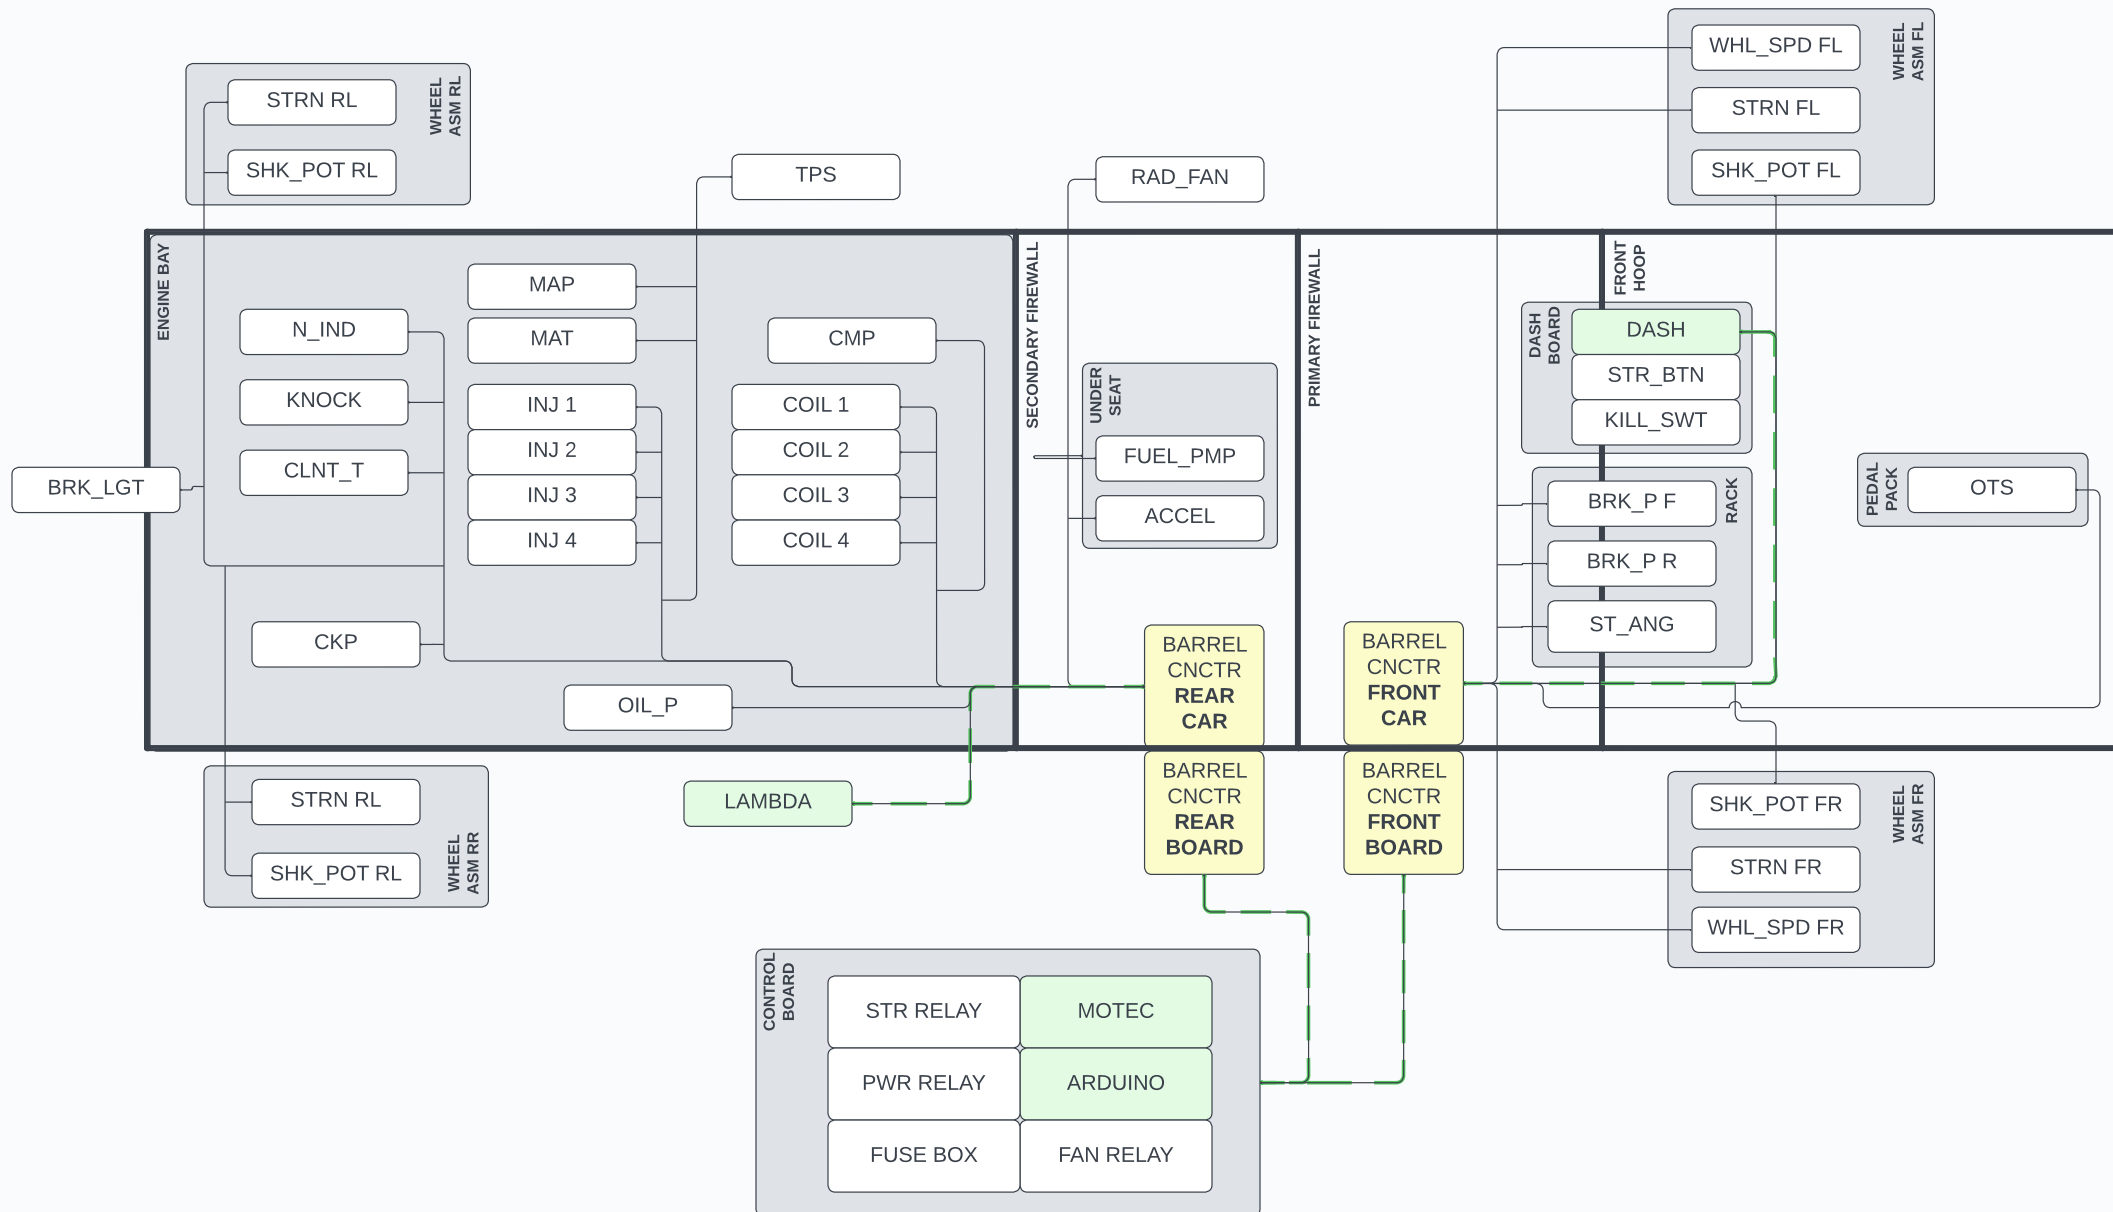 STRN RL
SHK_POT RL
WHEEL
ASM RL
TPS
RAD_FAN
WHL_SPD FL
STRN FL
SHK_POT FL
WHEEL
ASM FL
ENGINE BAY
N_IND
KNOCK
CLNT_T
BRK_LGT
CKP
MAP
MAT
INJ 1
INJ 2
INJ 3
INJ 4
OIL_P
CMP
COIL 1
COIL 2
COIL 3
COIL 4
SECONDARY FIREWALL
UNDER
SEAT
FUEL_PMP
ACCEL
PRIMARY FIREWALL
FRONT
HOOP
DASH
BOARD
DASH
STR_BTN
KILL_SWT
RACK
BRK_P F
BRK_P R
ST_ANG
PEDAL
PACK
OTS
BARREL
CNCTR
REAR
CAR
BARREL
CNCTR
FRONT
CAR
BARREL
CNCTR
REAR
BOARD
BARREL
CNCTR
FRONT
BOARD
STRN RL
SHK_POT RL
WHEEL
ASM RR
LAMBDA
SHK_POT FR
STRN FR
WHL_SPD FR
WHEEL
ASM FR
CONTROL
BOARD
STR RELAY
MOTEC
PWR RELAY
ARDUINO
FUSE BOX
FAN RELAY